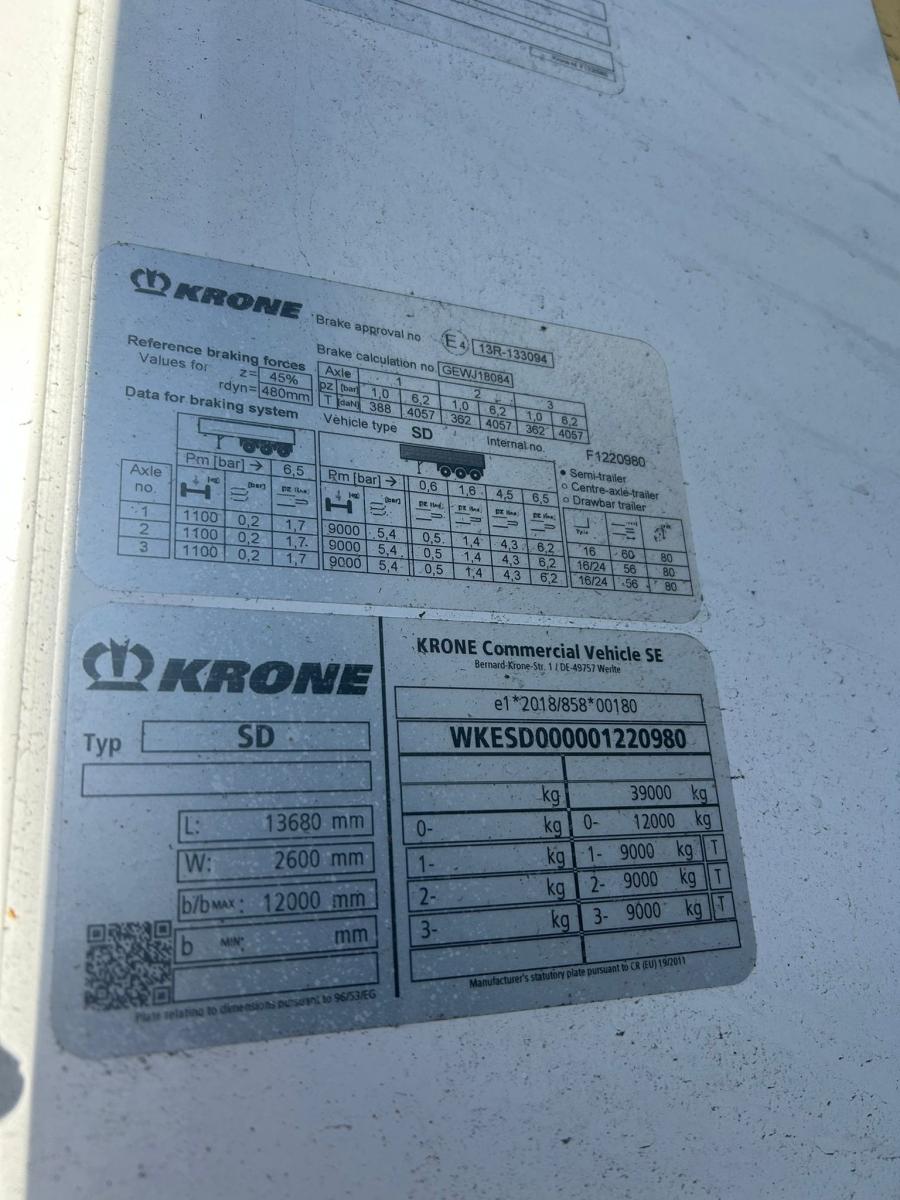 KRONE
Brake approval no E4 13R-133094
Reference braking forces
Brake calculation no GEWJ18084
Values for z= 45%
rdyn= 480mm
Axle 1 2 3
pz [bar] 1,0 6,2 1,0 6,2 1,0 6,2
T [daN] 388 4057 362 4057 362 4057
Data for braking system
Vehicle type SD Internal no. F1220980
Semi-trailer
Centre-axle-trailer
Drawbar trailer
Pm [bar] → 6,5 Pm [bar] → 0,6 1,6 4,5 6,5
Axle no.
1 1100 0,2 1,7 9000 5,4 0,5 1,4 4,3 6,2 16 60 80
2 1100 0,2 1,7 9000 5,4 0,5 1,4 4,3 6,2 16/24 56 80
3 1100 0,2 1,7 9000 5,4 0,5 1,4 4,3 6,2 16/24 56 80
KRONE
Typ SD
L: 13680 mm
W: 2600 mm
b/b MAX: 12000 mm
b MIN: mm
Plate relating to dimensions pursuant to 96/53/EG
KRONE Commercial Vehicle SE
Bernard-Krone-Str. 1 / DE-49757 Werlte
e1*2018/858*00180
WKESD000001220980
kg 39000 kg
0- kg 0- 12000 kg
1- kg 1- 9000 kg T
2- kg 2- 9000 kg T
3- kg 3- 9000 kg T
Manufacturer's statutory plate pursuant to CR (EU) 19/2011